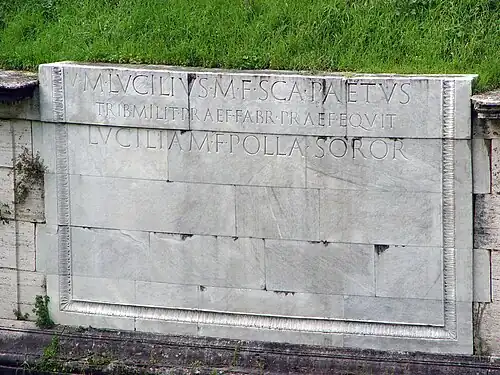 V·M·LVCILIVS·M·F·SCA·PAETVS
TRIB·MILIT·PRAEF·FABR·PRAEF·EQVIT
LVCILIA·M·F·POLLA·SOROR